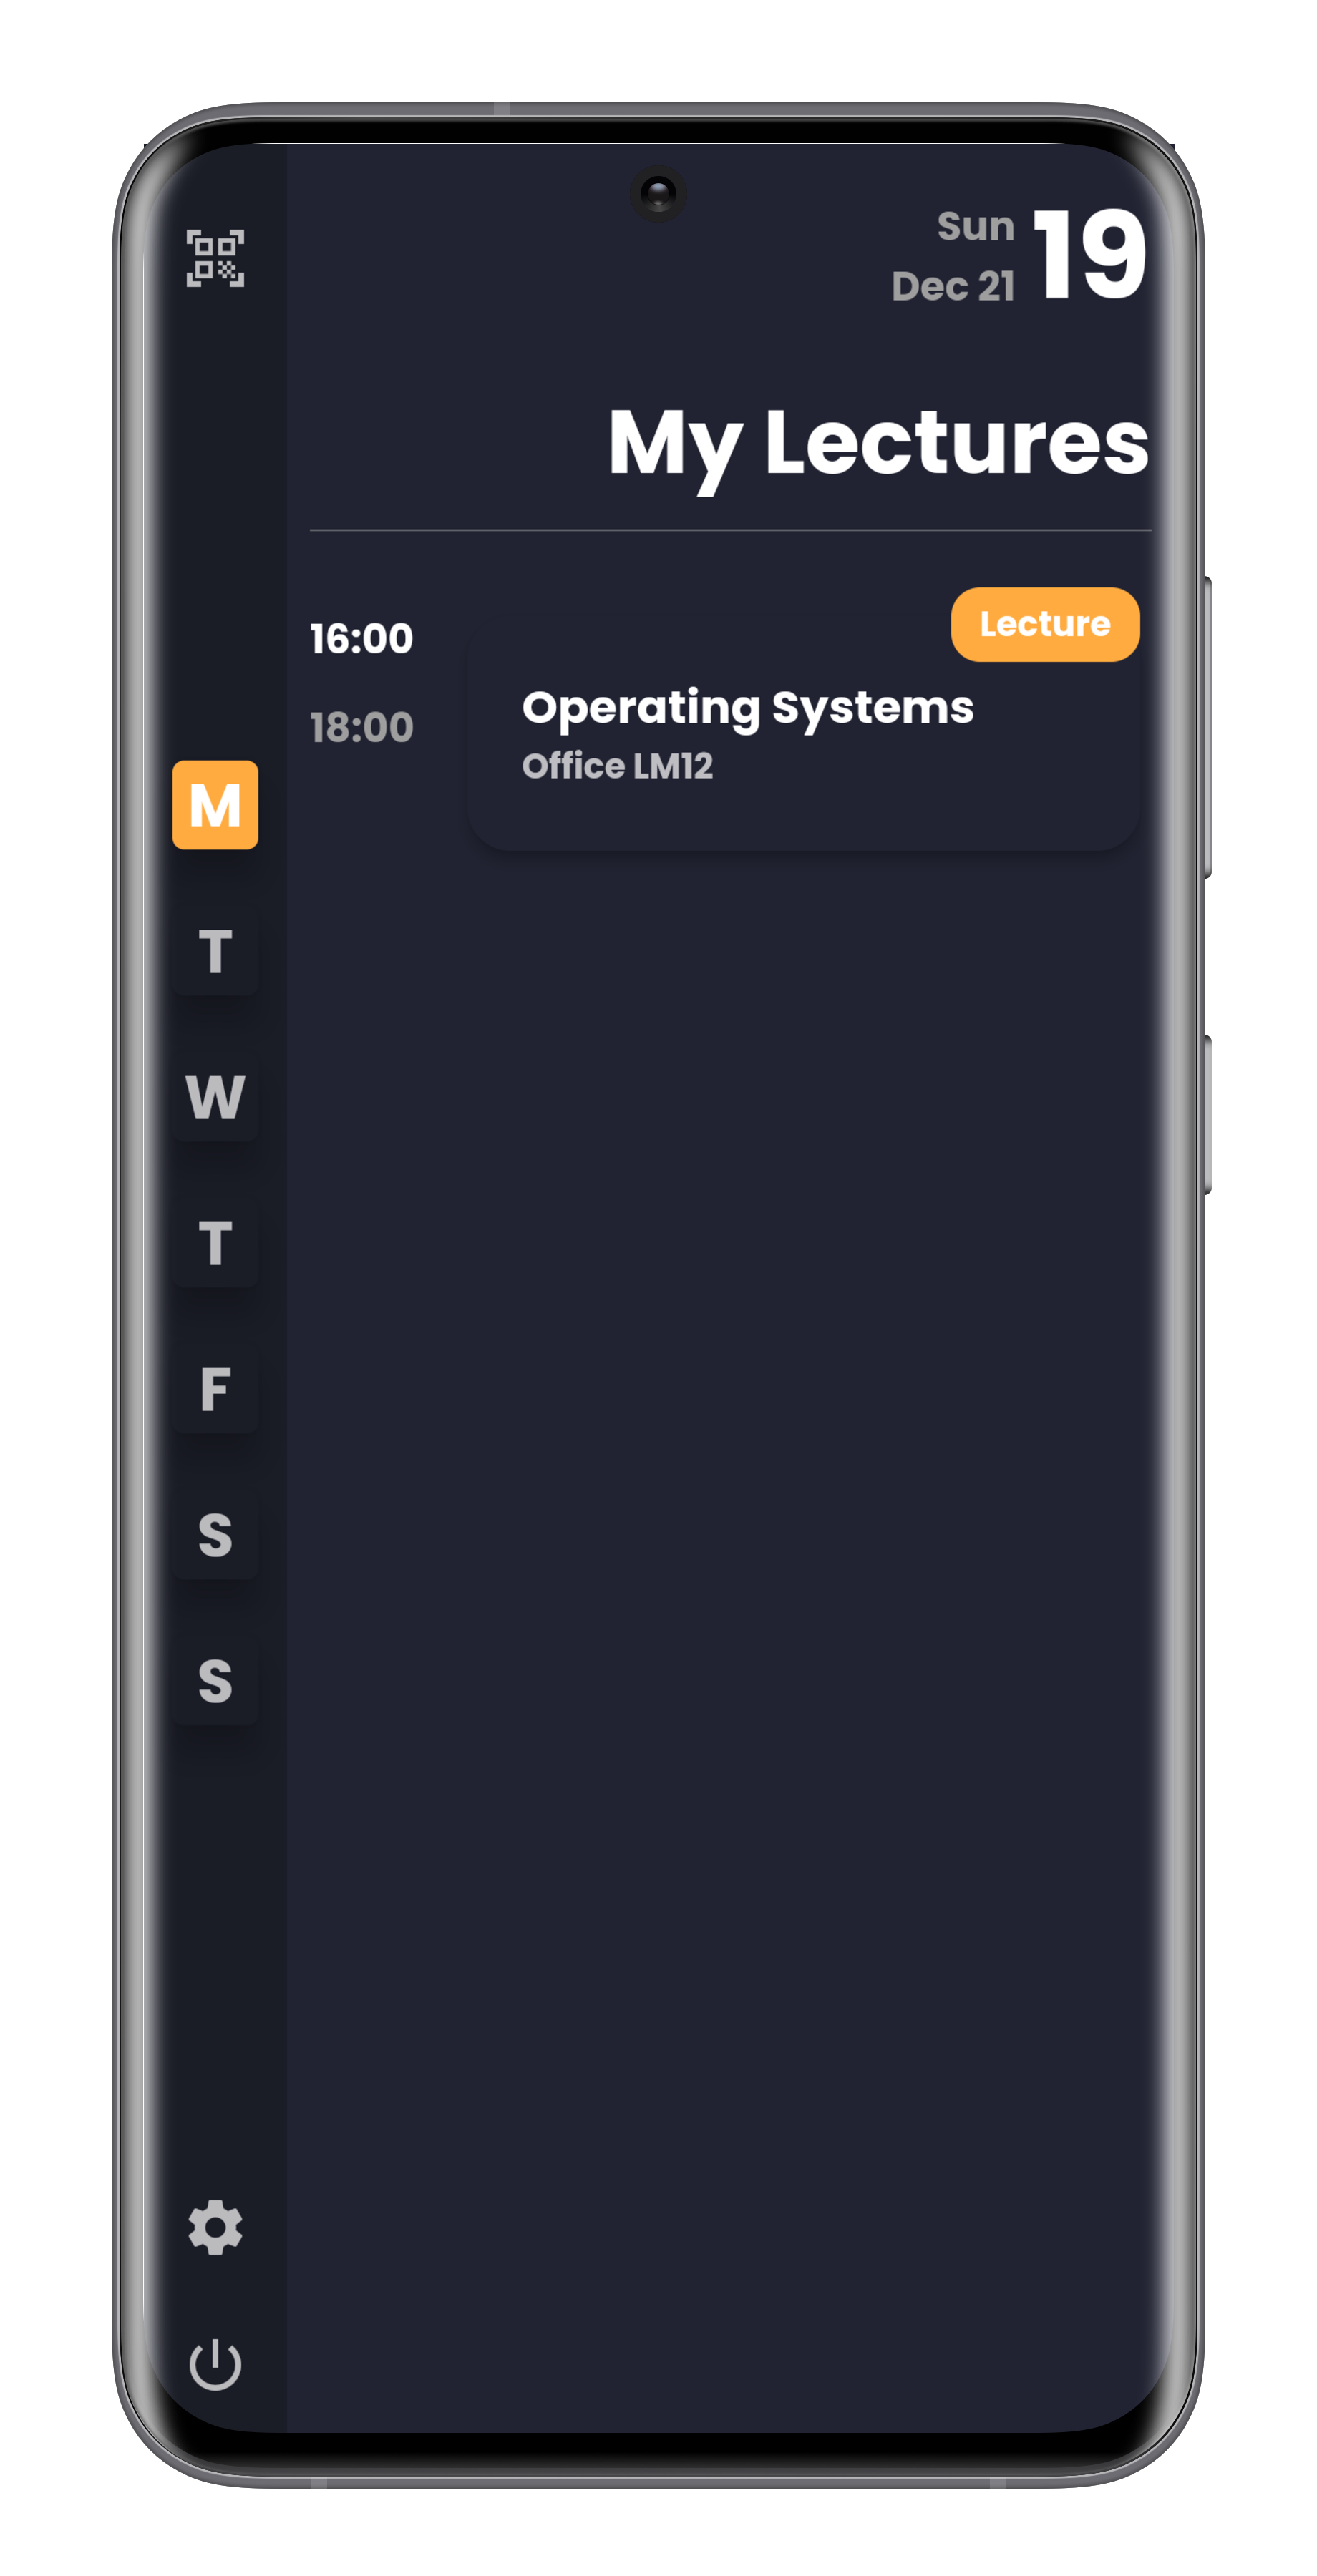 Sun
Dec 21
19
My Lectures
16:00
18:00
Lecture
Operating Systems
Office LM12
M
T
W
T
F
S
S